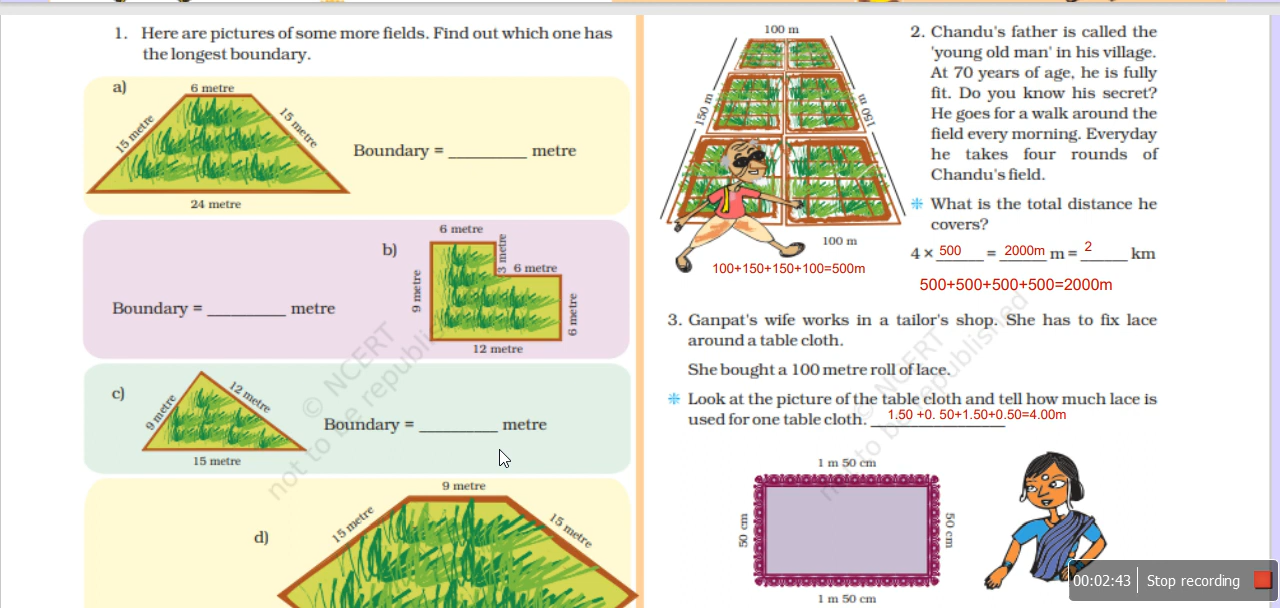 1. Here are pictures of some more fields. Find out which one has
the longest boundary.
a)
6 metre
15 metre
15 metre
24 metre
Boundary = _________ metre
b)
6 metre
3 metre
6 metre
9 metre
6 metre
12 metre
Boundary = _________ metre
c)
9 metre
12 metre
15 metre
Boundary = _________ metre
d)
9 metre
15 metre
15 metre
© NCERT
not to be republished
100 m
150 m
150 m
100 m
100+150+150+100=500m
2. Chandu's father is called the
'young old man' in his village.
At 70 years of age, he is fully
fit. Do you know his secret?
He goes for a walk around the
field every morning. Everyday
he takes four rounds of
Chandu's field.
What is the total distance he
covers?
4 × 500 = 2000m m = 2 km
500+500+500+500=2000m
3. Ganpat's wife works in a tailor's shop. She has to fix lace
around a table cloth.
She bought a 100 metre roll of lace.
Look at the picture of the table cloth and tell how much lace is
used for one table cloth. 1.50 +0. 50+1.50+0.50=4.00m
© NCERT
not to be republished
1 m 50 cm
50 cm
50 cm
1 m 50 cm
00:02:43 Stop recording